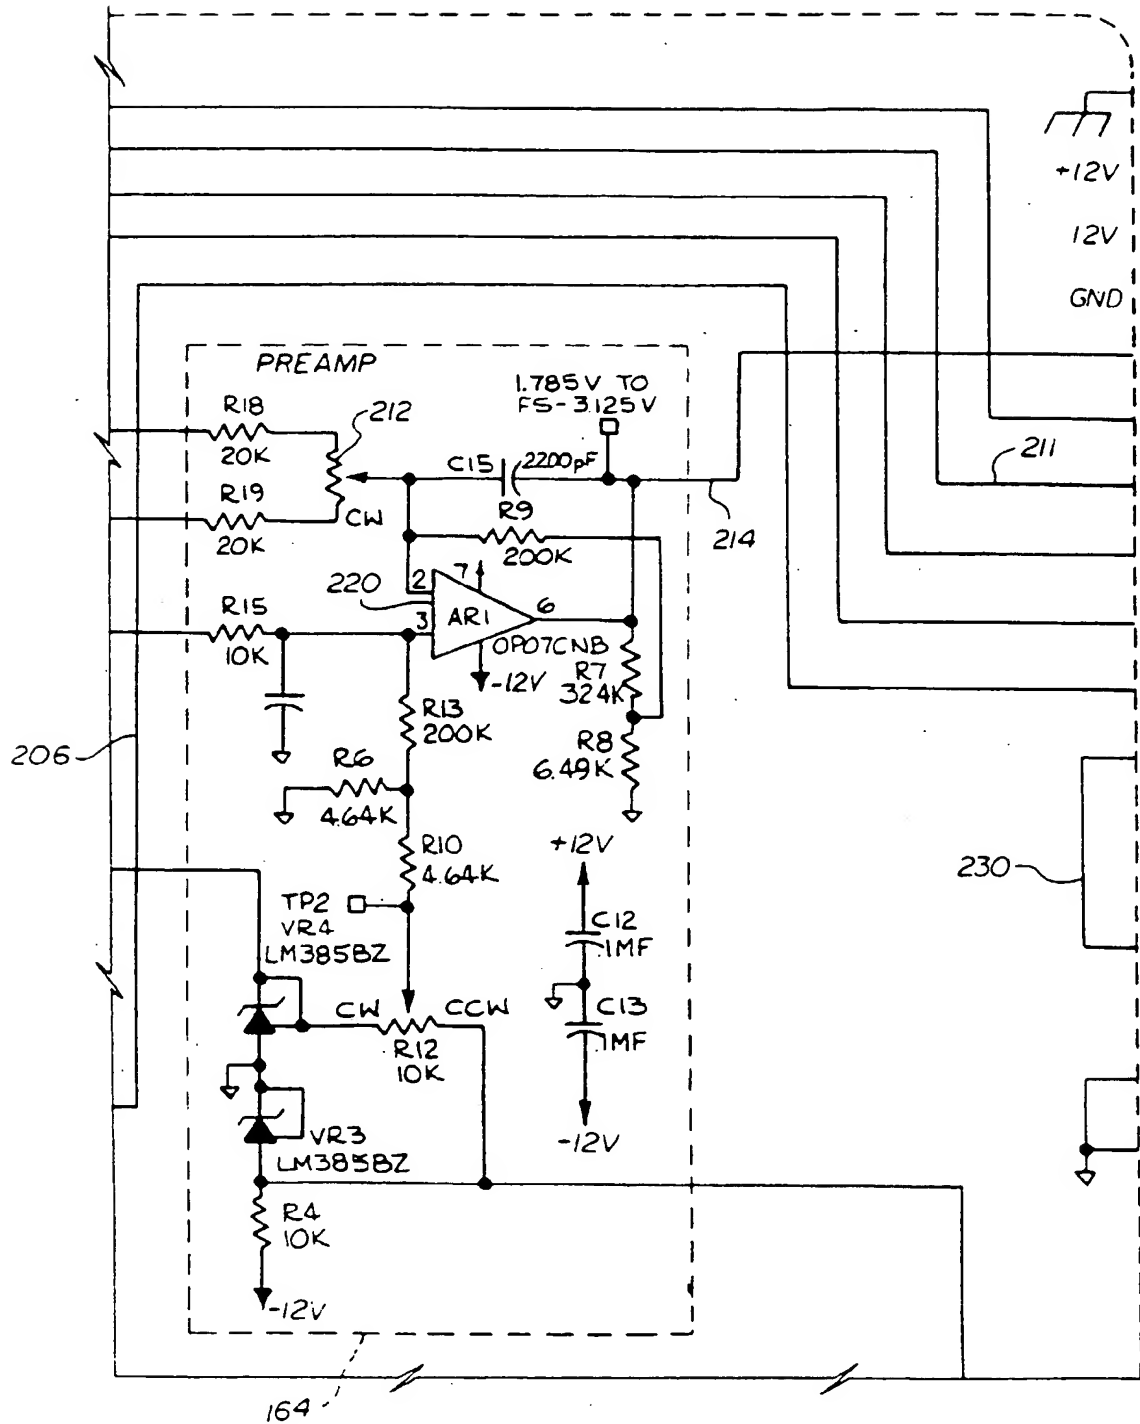 +12V
12V
GND
PREAMP
1.785V TO
FS-3.125V
R18
20K
212
R19
20K
CW
C15
2200pF
R9
200K
211
214
220
2
7
3
AR1
6
OP07CNB
-12V
R15
10K
R7
324K
R13
200K
R8
6.49K
206
R6
4.64K
R10
4.64K
+12V
230
TP2
VR4
LM385BZ
C12
.1MF
CW
CCW
C13
.1MF
R12
10K
VR3
LM385BZ
-12V
R4
10K
-12V
164